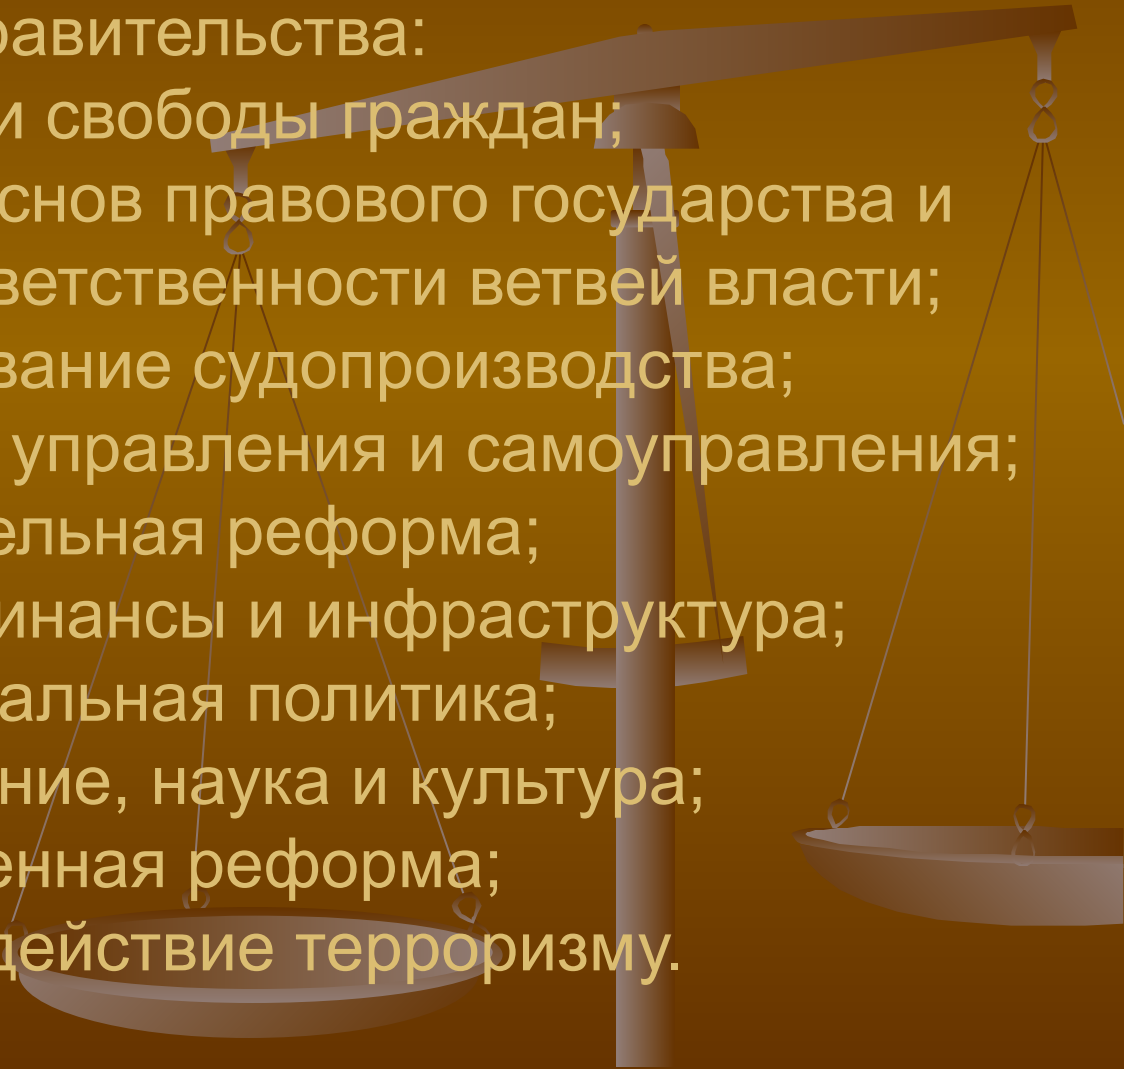 равительства:
и свободы граждан;
снов правового государства и
ветственности ветвей власти;
вание судопроизводства;
управления и самоуправления;
ельная реформа;
инансы и инфраструктура;
альная политика;
ние, наука и культура;
енная реформа;
действие терроризму.